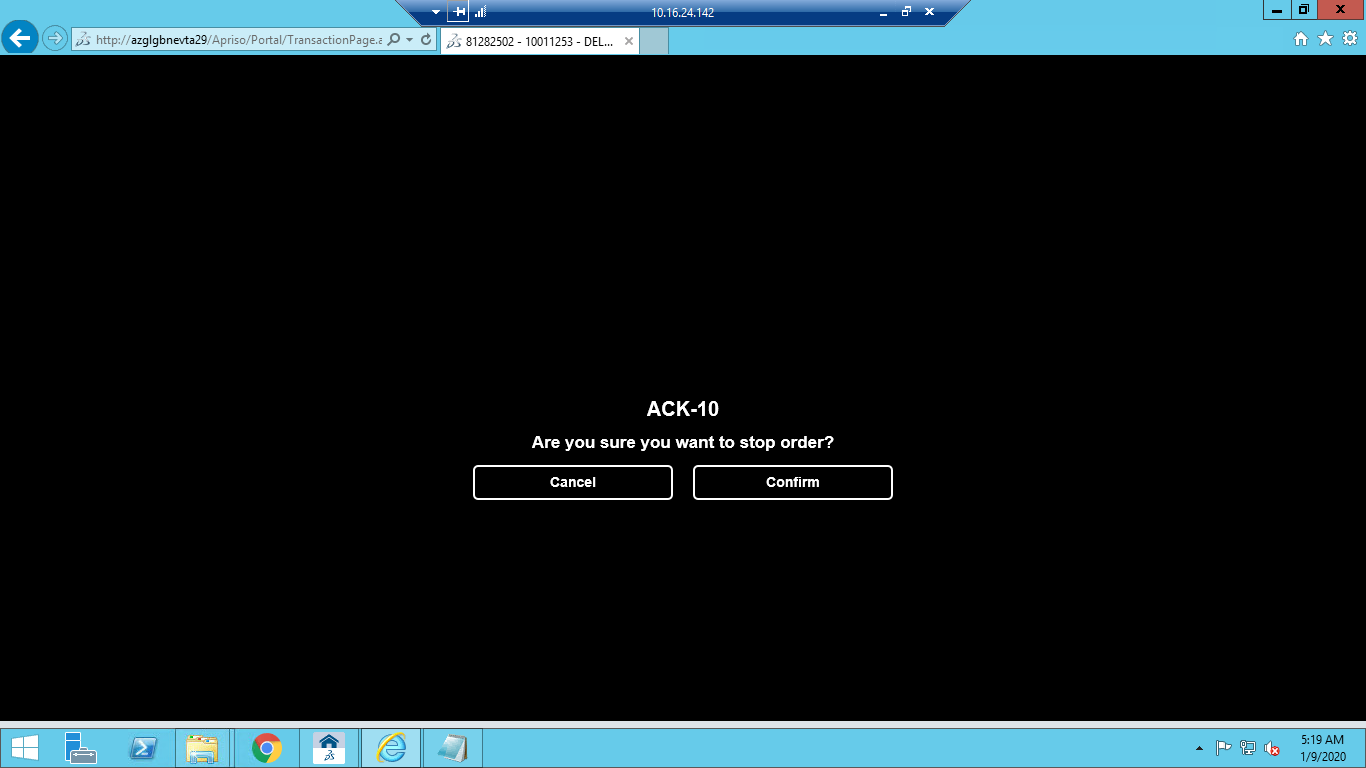 10.16.24.142
http://azglgbnevta29/Apriso/Portal/TransactionPage.a
81282502 - 10011253 - DEL...
ACK-10
Are you sure you want to stop order?
Cancel
Confirm
5:19 AM
1/9/2020